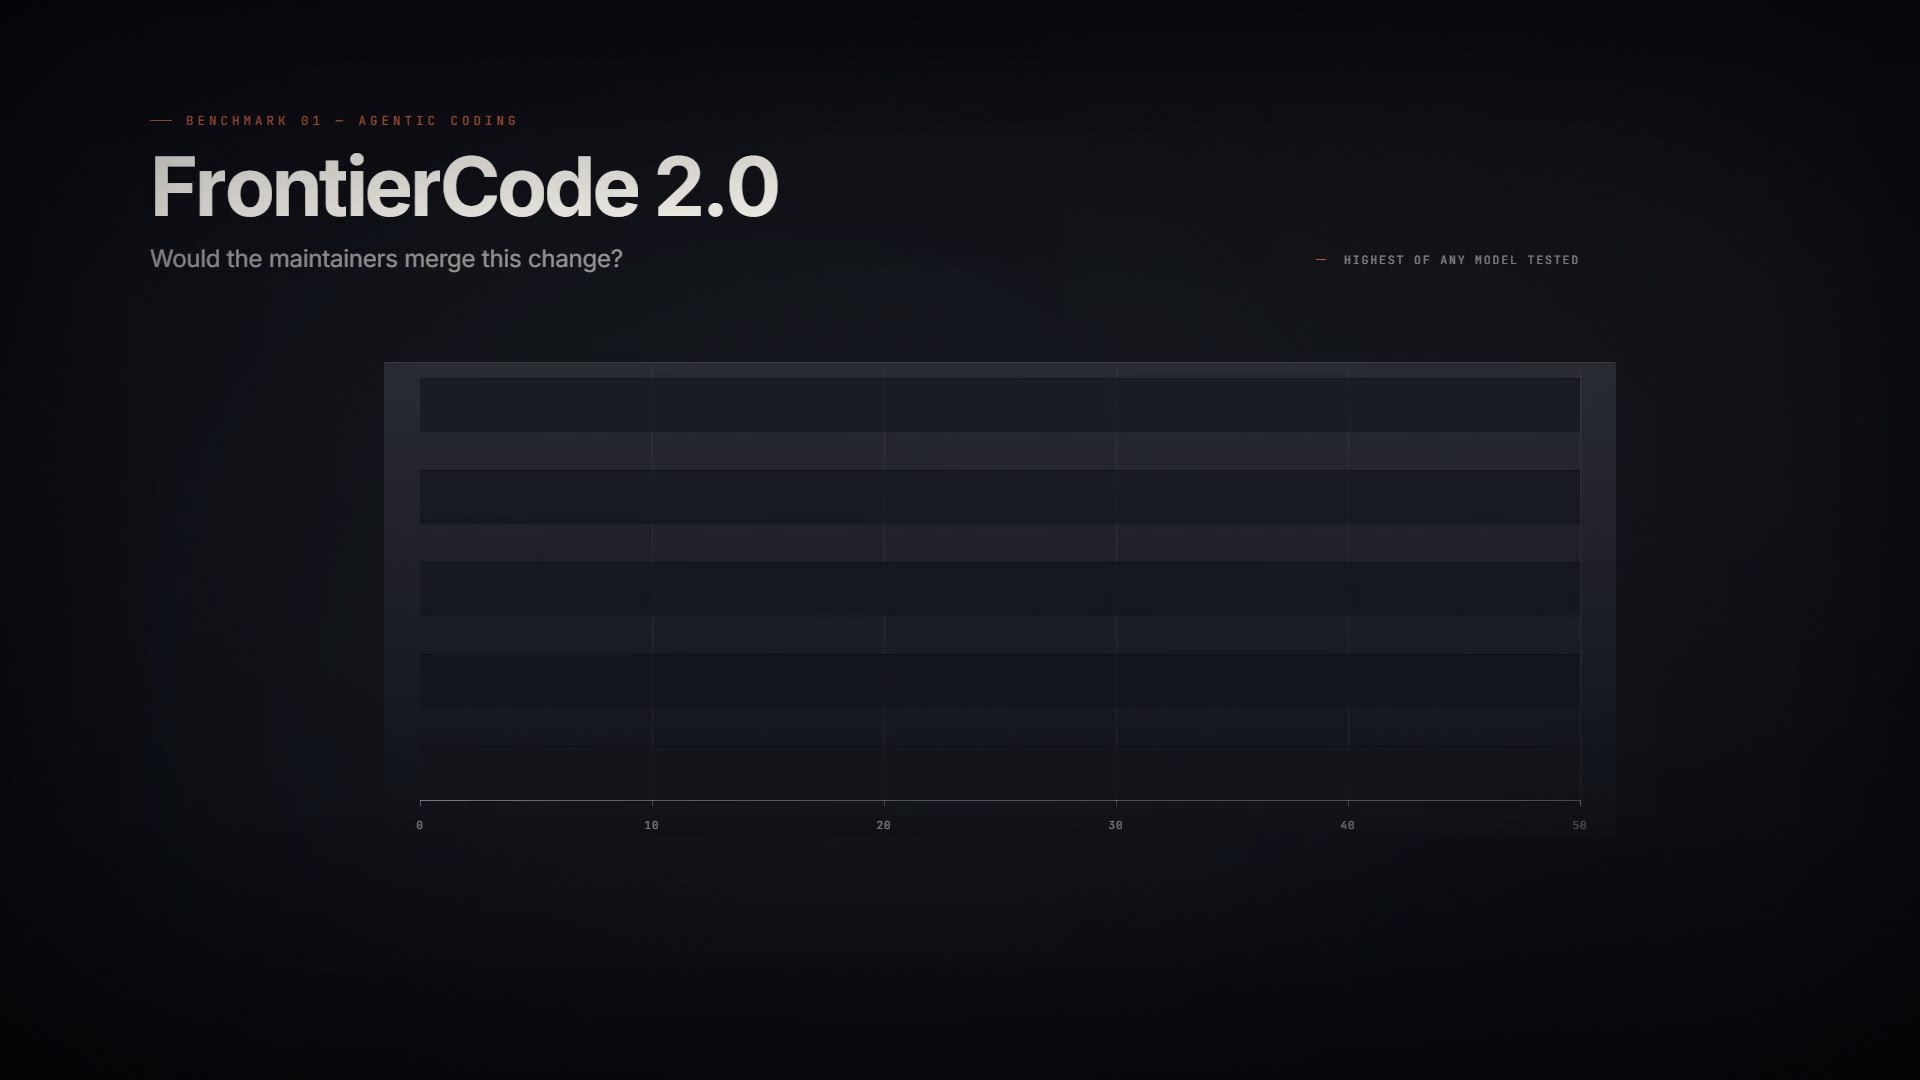 BENCHMARK 01 — AGENTIC CODING
FrontierCode 2.0
Would the maintainers merge this change?
— HIGHEST OF ANY MODEL TESTED
0 10 20 30 40 50